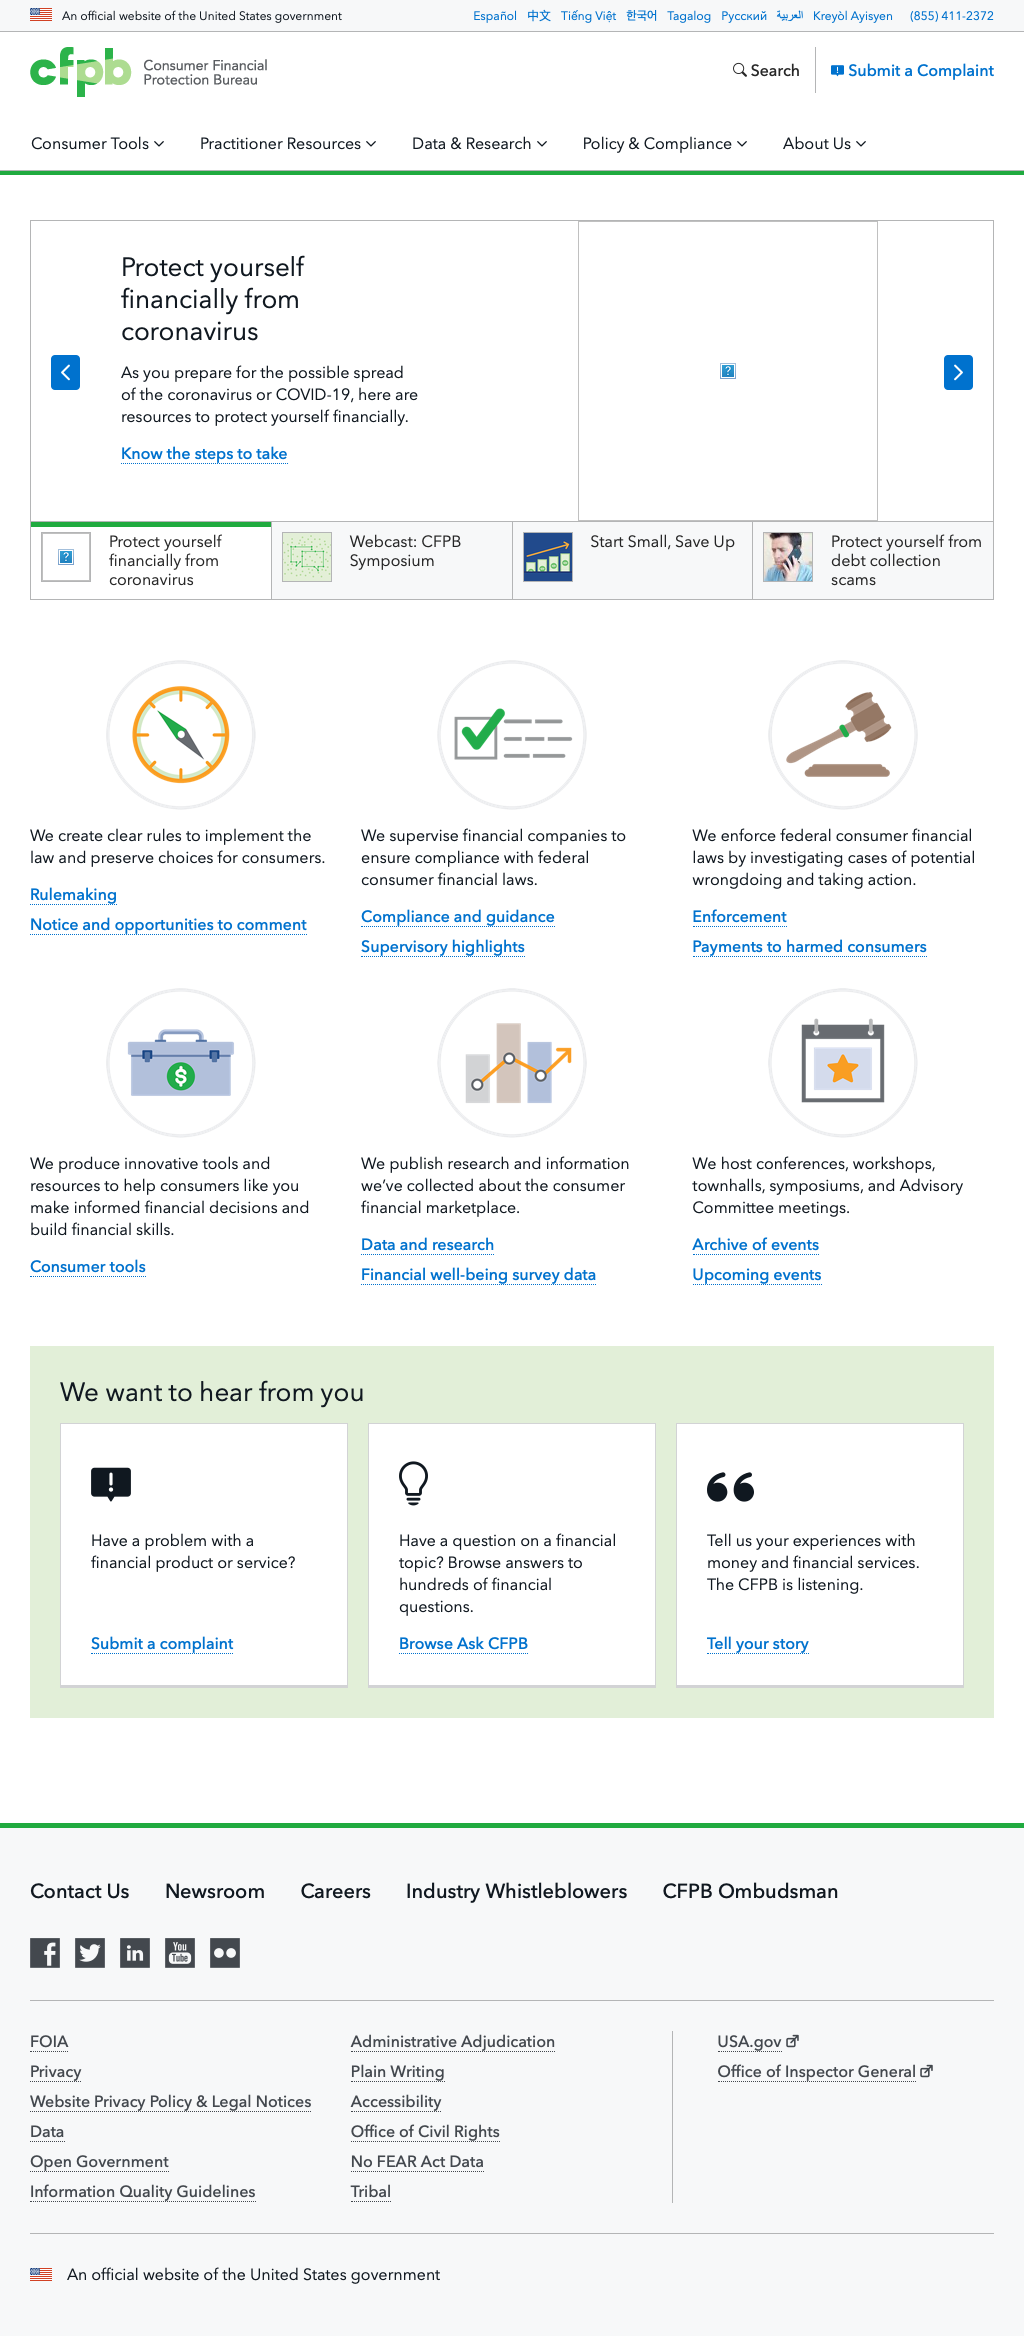 An official website of the United States government
Español 中文 Tiếng Việt 한국어 Tagalog Русский العربية Kreyòl Ayisyen (855) 411-2372
cfpb Consumer Financial
Protection Bureau
Search
Submit a Complaint
Consumer Tools
Practitioner Resources
Data & Research
Policy & Compliance
About Us
Protect yourself
financially from
coronavirus
As you prepare for the possible spread
of the coronavirus or COVID-19, here are
resources to protect yourself financially.
Know the steps to take
Protect yourself
financially from
coronavirus
Webcast: CFPB
Symposium
Start Small, Save Up
Protect yourself from
debt collection
scams
We create clear rules to implement the
law and preserve choices for consumers.
Rulemaking
Notice and opportunities to comment
We supervise financial companies to
ensure compliance with federal
consumer financial laws.
Compliance and guidance
Supervisory highlights
We enforce federal consumer financial
laws by investigating cases of potential
wrongdoing and taking action.
Enforcement
Payments to harmed consumers
$
We produce innovative tools and
resources to help consumers like you
make informed financial decisions and
build financial skills.
Consumer tools
We publish research and information
we’ve collected about the consumer
financial marketplace.
Data and research
Financial well-being survey data
We host conferences, workshops,
townhalls, symposiums, and Advisory
Committee meetings.
Archive of events
Upcoming events
We want to hear from you
Have a problem with a
financial product or service?
Submit a complaint
Have a question on a financial
topic? Browse answers to
hundreds of financial
questions.
Browse Ask CFPB
Tell us your experiences with
money and financial services.
The CFPB is listening.
Tell your story
Contact Us
Newsroom
Careers
Industry Whistleblowers
CFPB Ombudsman
f
in
You
Tube
FOIA
Privacy
Website Privacy Policy & Legal Notices
Data
Open Government
Information Quality Guidelines
Administrative Adjudication
Plain Writing
Accessibility
Office of Civil Rights
No FEAR Act Data
Tribal
USA.gov
Office of Inspector General
An official website of the United States government